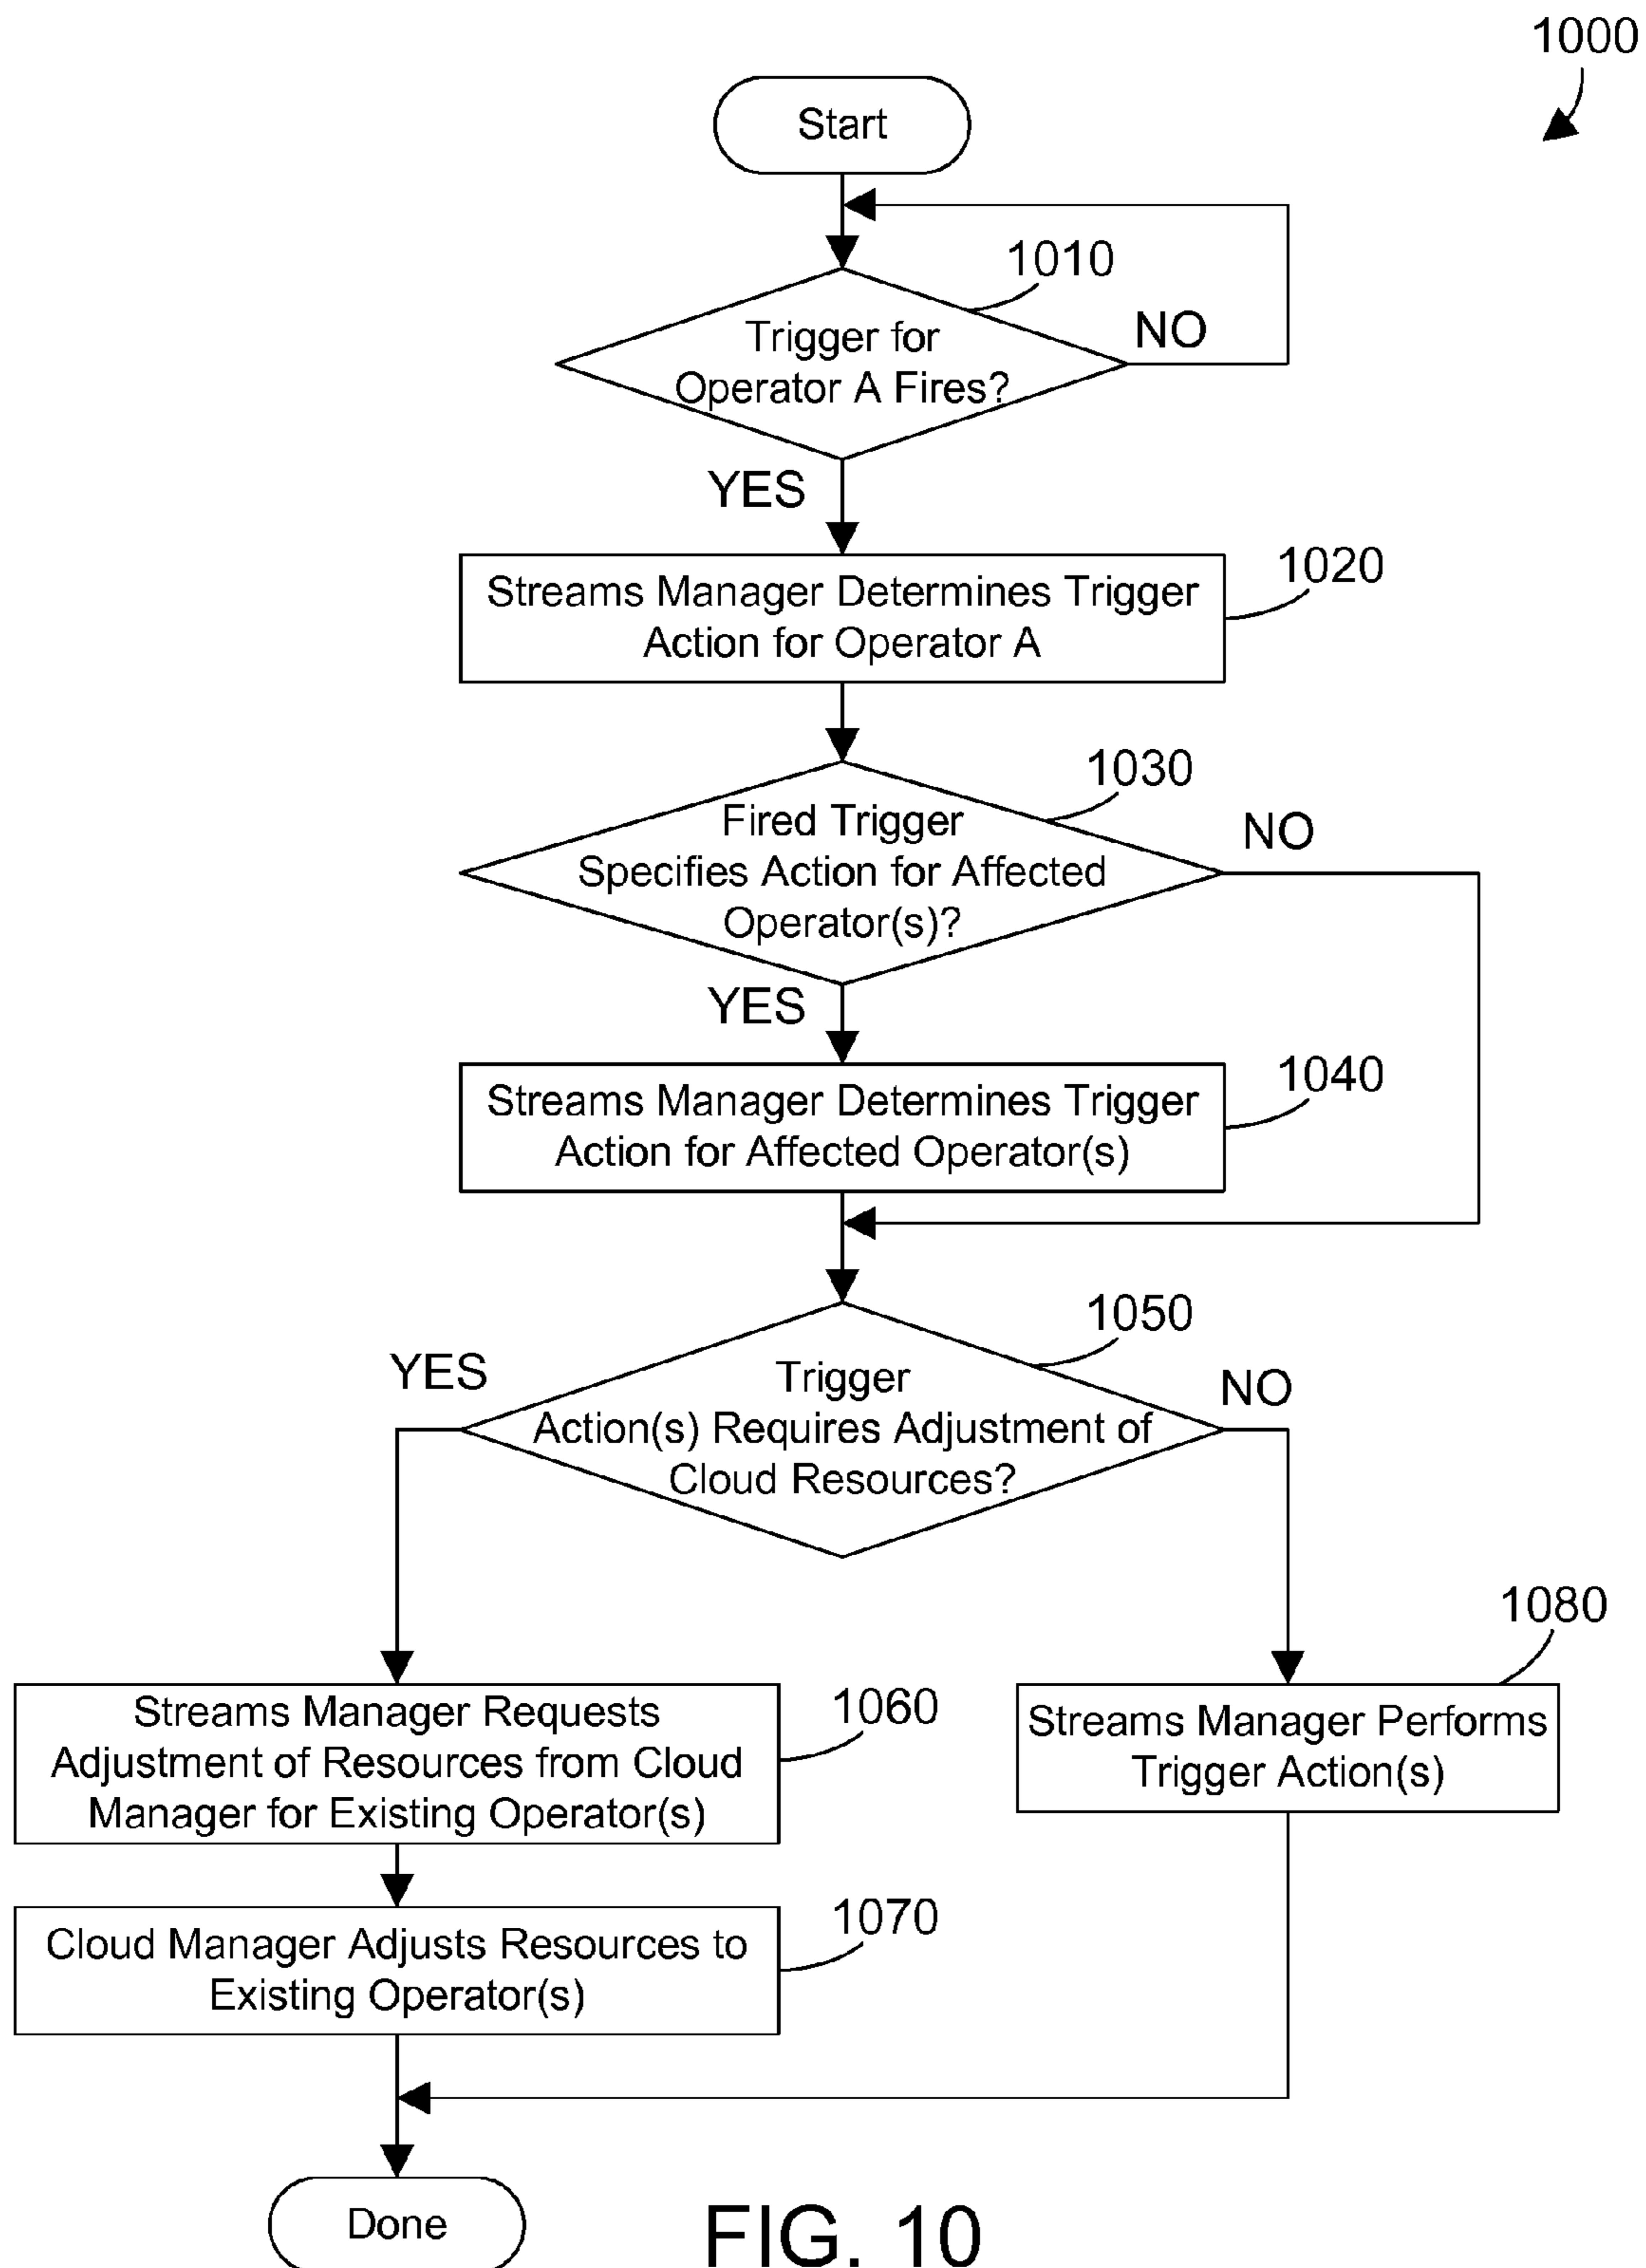 1000
Start
1010
Trigger for
Operator A Fires?
NO
YES
1020
Streams Manager Determines Trigger
Action for Operator A
1030
Fired Trigger
Specifies Action for Affected
Operator(s)?
NO
YES
1040
Streams Manager Determines Trigger
Action for Affected Operator(s)
1050
YES
Trigger
Action(s) Requires Adjustment of
Cloud Resources?
NO
1060
Streams Manager Requests
Adjustment of Resources from Cloud
Manager for Existing Operator(s)
1080
Streams Manager Performs
Trigger Action(s)
1070
Cloud Manager Adjusts Resources to
Existing Operator(s)
Done
FIG. 10